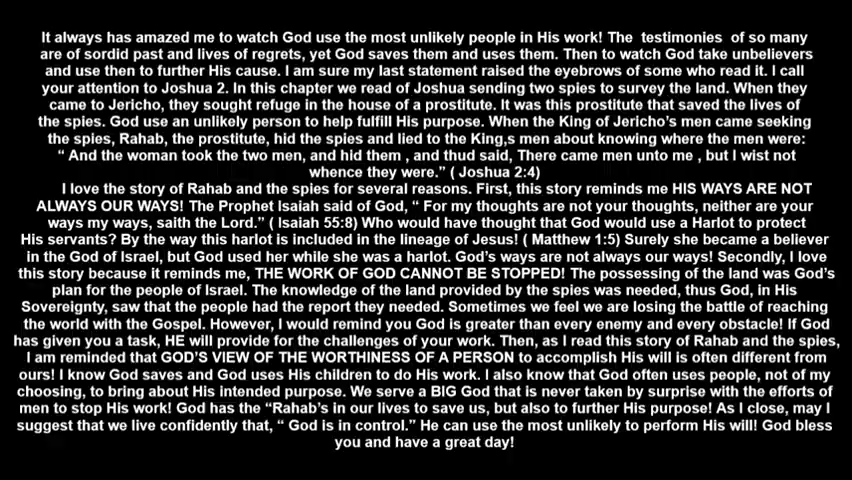 It always has amazed me to watch God use the most unlikely people in His work! The testimonies of so many
are of sordid past and lives of regrets, yet God saves them and uses them. Then to watch God take unbelievers
and use then to further His cause. I am sure my last statement raised the eyebrows of some who read it. I call
your attention to Joshua 2. In this chapter we read of Joshua sending two spies to survey the land. When they
came to Jericho, they sought refuge in the house of a prostitute. It was this prostitute that saved the lives of
the spies. God use an unlikely person to help fulfill His purpose. When the King of Jericho's men came seeking
the spies, Rahab, the prostitute, hid the spies and lied to the King,s men about knowing where the men were:
“ And the woman took the two men, and hid them , and thud said, There came men unto me , but I wist not
whence they were.” ( Joshua 2:4)
I love the story of Rahab and the spies for several reasons. First, this story reminds me HIS WAYS ARE NOT
ALWAYS OUR WAYS! The Prophet Isaiah said of God, “ For my thoughts are not your thoughts, neither are your
ways my ways, saith the Lord.” ( Isaiah 55:8) Who would have thought that God would use a Harlot to protect
His servants? By the way this harlot is included in the lineage of Jesus! ( Matthew 1:5) Surely she became a believer
in the God of Israel, but God used her while she was a harlot. God's ways are not always our ways! Secondly, I love
this story because it reminds me, THE WORK OF GOD CANNOT BE STOPPED! The possessing of the land was God's
plan for the people of Israel. The knowledge of the land provided by the spies was needed, thus God, in His
Sovereignty, saw that the people had the report they needed. Sometimes we feel we are losing the battle of reaching
the world with the Gospel. However, I would remind you God is greater than every enemy and every obstacle! If God
has given you a task, HE will provide for the challenges of your work. Then, as I read this story of Rahab and the spies,
I am reminded that GOD'S VIEW OF THE WORTHINESS OF A PERSON to accomplish His will is often different from
ours! I know God saves and God uses His children to do His work. I also know that God often uses people, not of my
choosing, to bring about His intended purpose. We serve a BIG God that is never taken by surprise with the efforts of
men to stop His work! God has the “Rahab's in our lives to save us, but also to further His purpose! As I close, may I
suggest that we live confidently that, “ God is in control.” He can use the most unlikely to perform His will! God bless
you and have a great day!